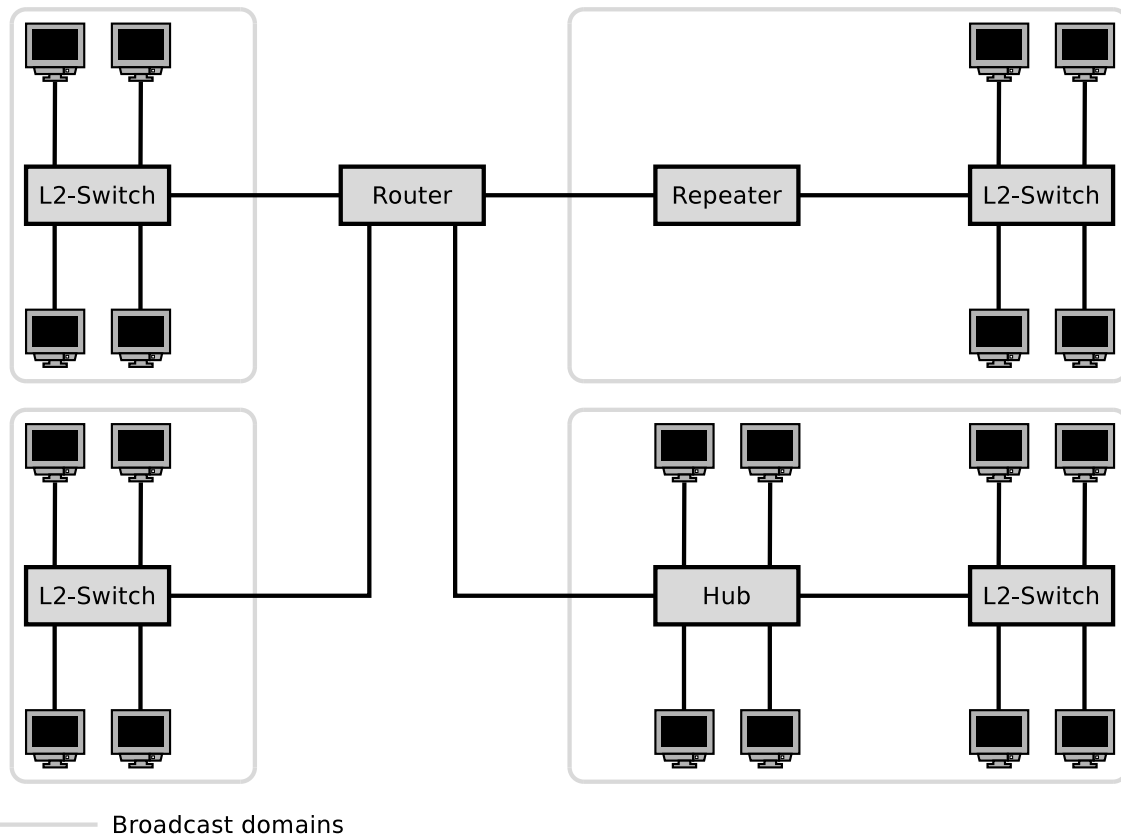 L2-Switch
Router
Repeater
L2-Switch
L2-Switch
Hub
L2-Switch
Broadcast domains